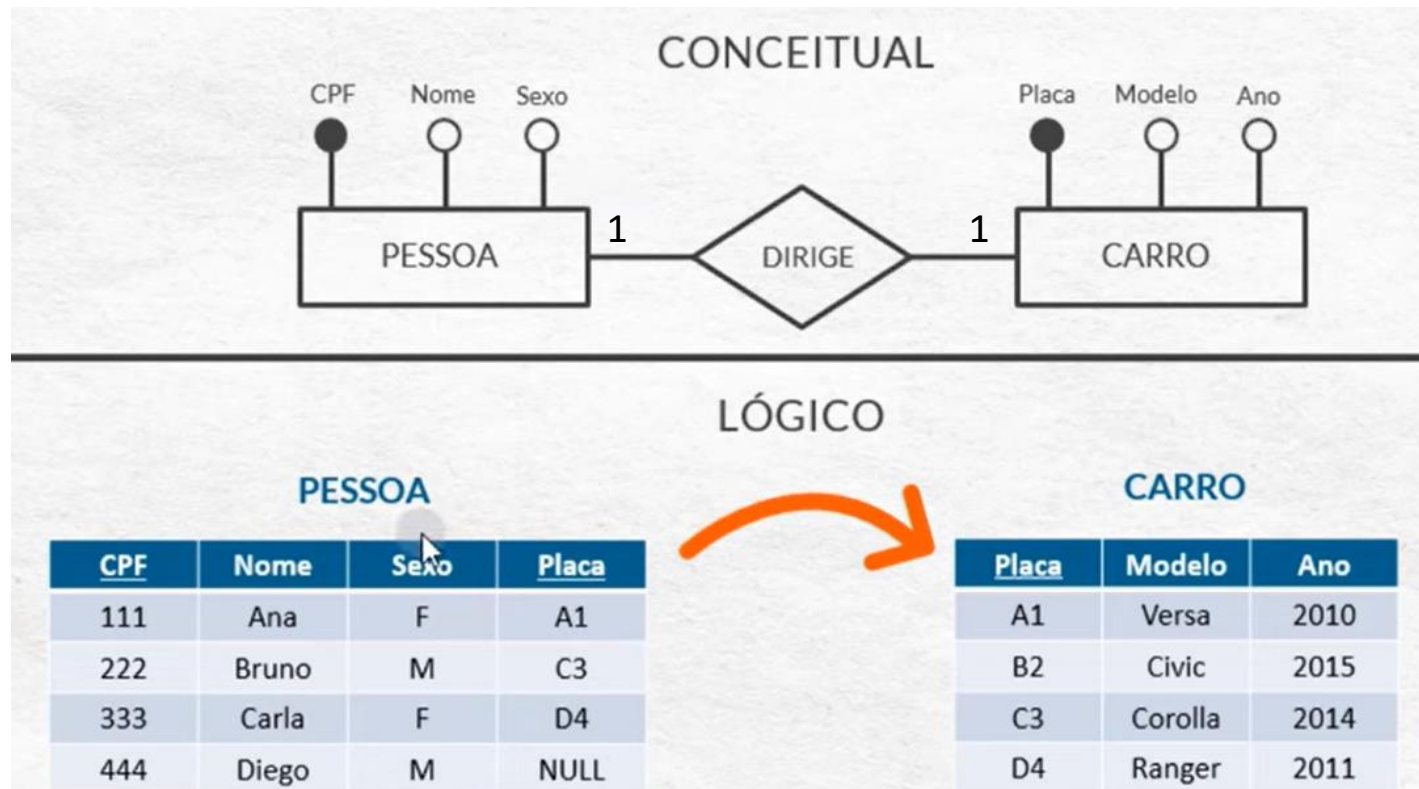 CONCEITUAL
CPF Nome Sexo Placa Modelo Ano
PESSOA 1 DIRIGE 1 CARRO
LÓGICO
PESSOA CARRO
CPF Nome Sexo Placa Placa Modelo Ano
111 Ana F A1 A1 Versa 2010
222 Bruno M C3 B2 Civic 2015
333 Carla F D4 C3 Corolla 2014
444 Diego M NULL D4 Ranger 2011